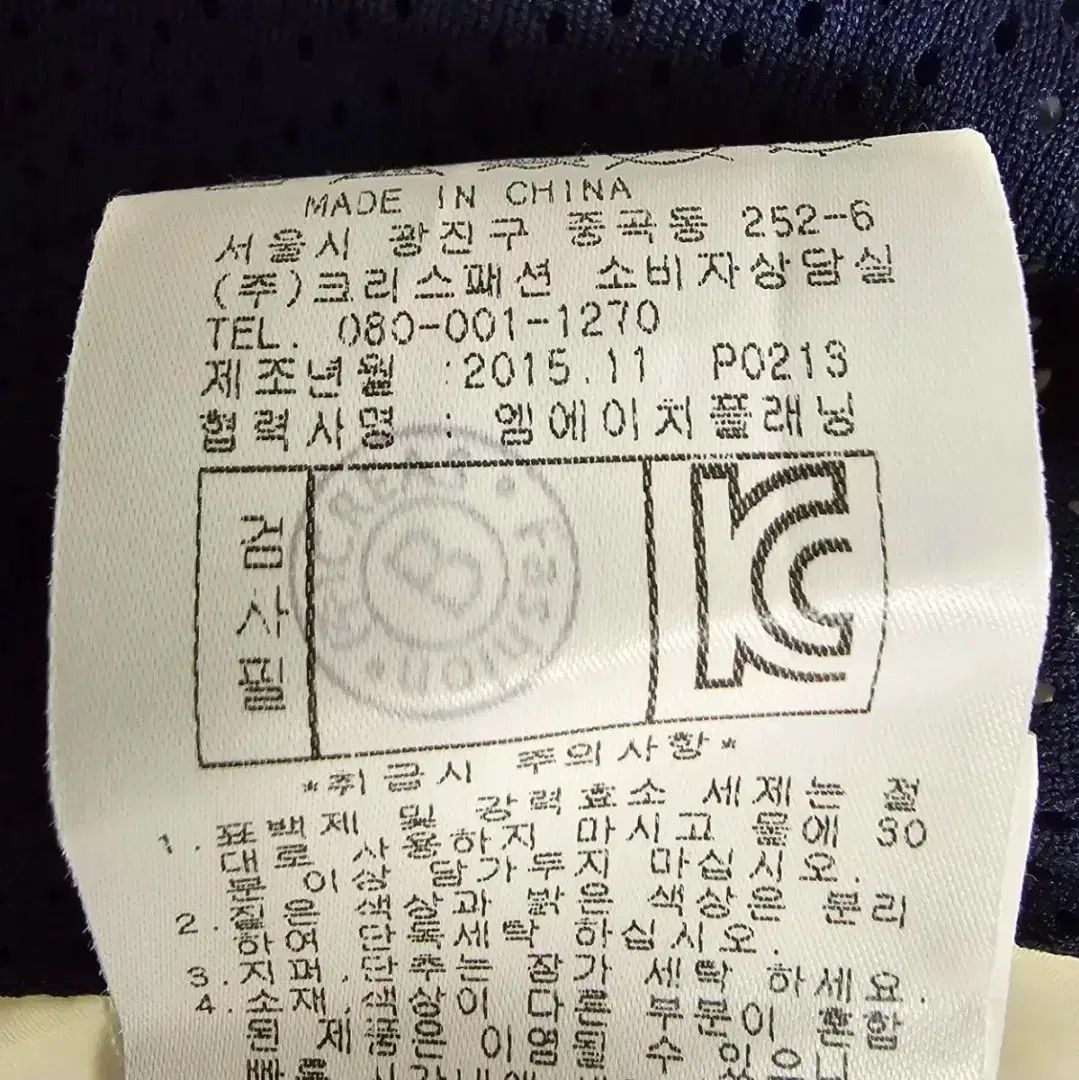 MADE IN CHINA
서울시 광진구 중곡동 252-6
(주)크리스패션 소비자상담실
TEL. 080-001-1270
제조년월 :2015.11 P0213
협력사명 : 엠에이치플래닝
검사필
B
*취급시 주의사항*
1.표백제 및 강력효소 세제는 절
대로 사용하지 마시고 물에 30
분 이상 담가두지 마십시오.
2.짙은색상과 밝은 색상은 분리
하여 단독세탁 하십시오.
3.지퍼.단추는 잠가 세탁 하세요.
4.소재.색상이 다른 부분이 혼합
된 제품은 이염될 수 있으니